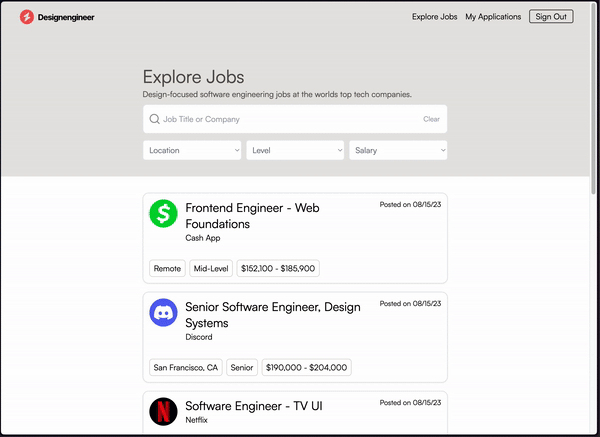 Designengineer
Explore Jobs
My Applications
Sign Out
Explore Jobs
Design-focused software engineering jobs at the worlds top tech companies.
Job Title or Company
Clear
Location
Level
Salary
Frontend Engineer - Web
Foundations
Posted on 08/15/23
Cash App
Remote
Mid-Level
$152,100 - $185,900
Senior Software Engineer, Design
Systems
Posted on 08/15/23
Discord
San Francisco, CA
Senior
$190,000 - $204,000
Software Engineer - TV UI
Posted on 08/15/23
Netflix